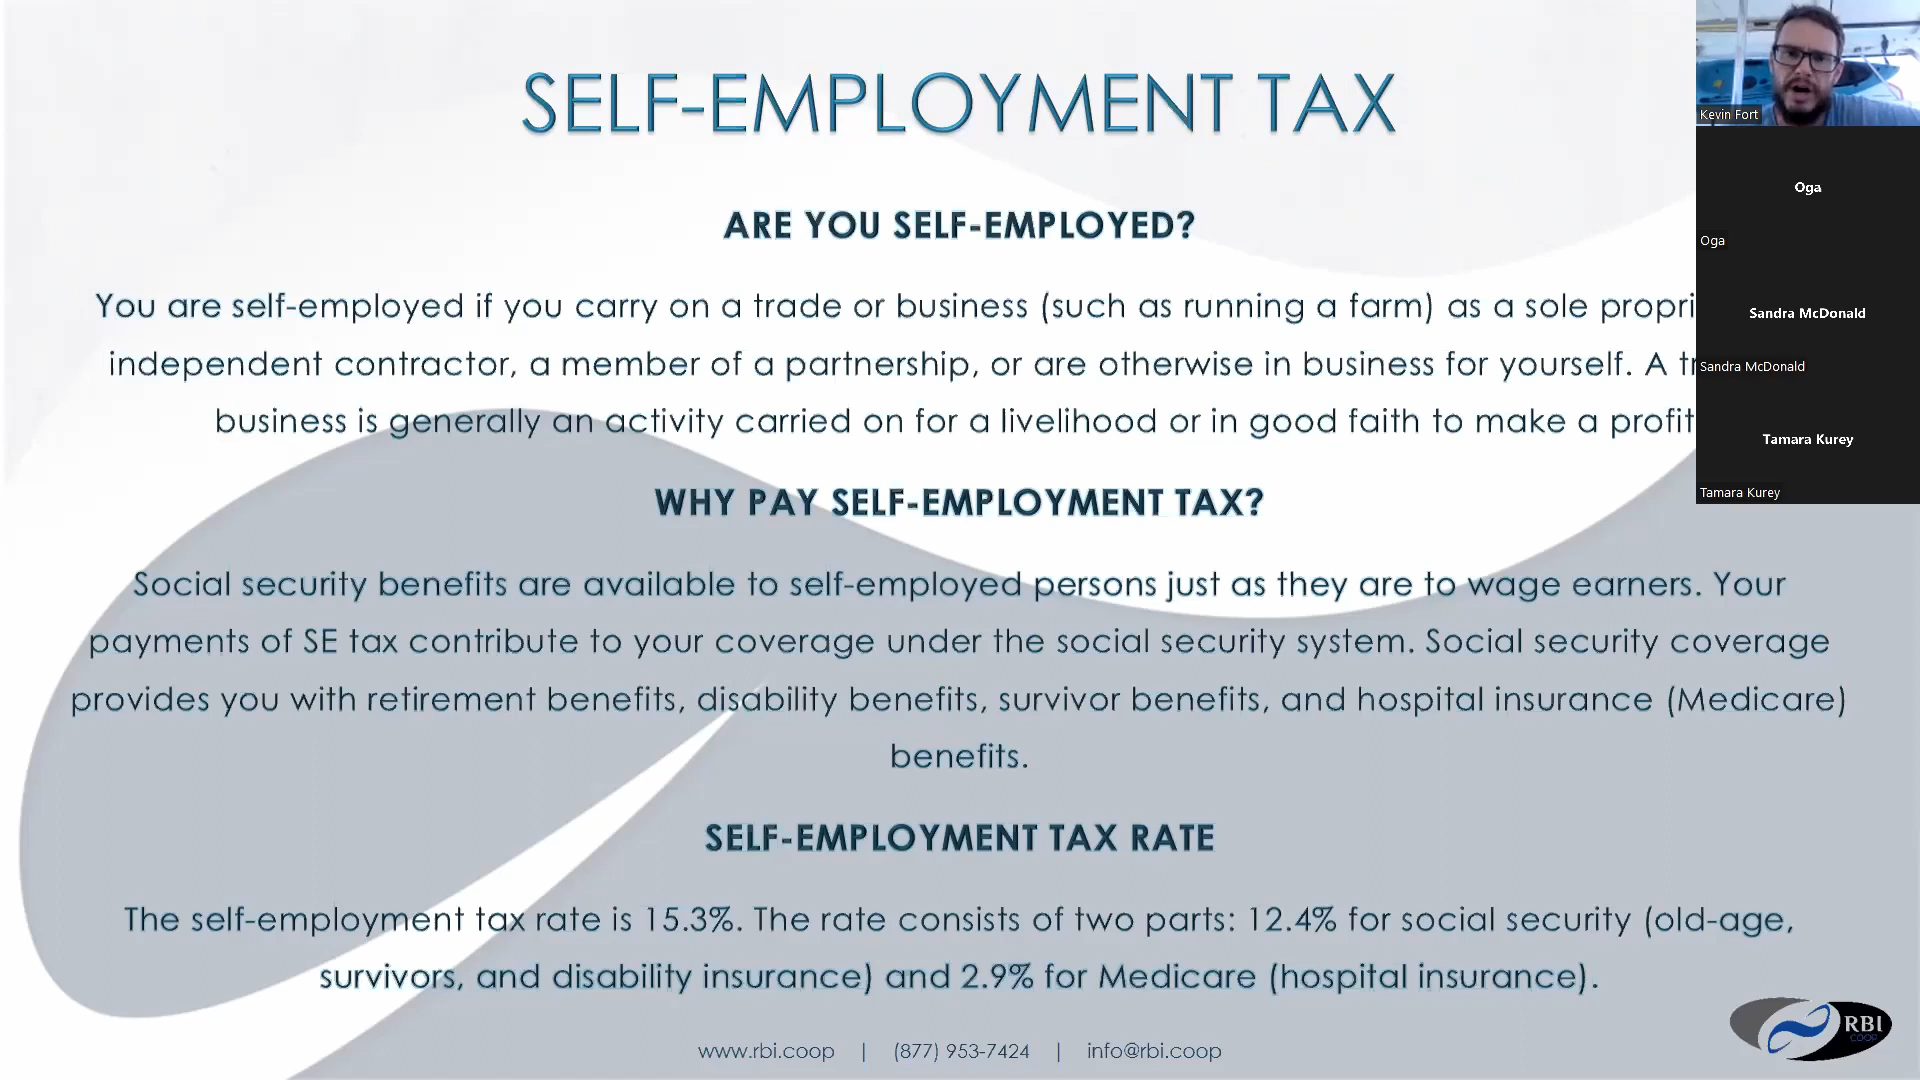 SELF-EMPLOYMENT TAX
ARE YOU SELF-EMPLOYED?
You are self-employed if you carry on a trade or business (such as running a farm) as a sole
independent contractor, a member of a partnership, or are otherwise in business for yourself. A
business is generally an activity carried on for a livelihood or in good faith to make a profit
WHY PAY SELF-EMPLOYMENT TAX?
Social security benefits are available to self-employed persons just as they are to wage earners. Your
payments of SE tax contribute to your coverage under the social security system. Social security coverage
provides you with retirement benefits, disability benefits, survivor benefits, and hospital insurance (Medicare)
benefits.
SELF-EMPLOYMENT TAX RATE
The self-employment tax rate is 15.3%. The rate consists of two parts: 12.4% for social security (old-age,
survivors, and disability insurance) and 2.9% for Medicare (hospital insurance).
www.rbi.coop | (877) 953-7424 | info@rbi.coop
RBI
COOP
Kevin Fort
Oga
Oga
Sandra McDonald
Sandra McDonald
Tamara Kurey
Tamara Kurey